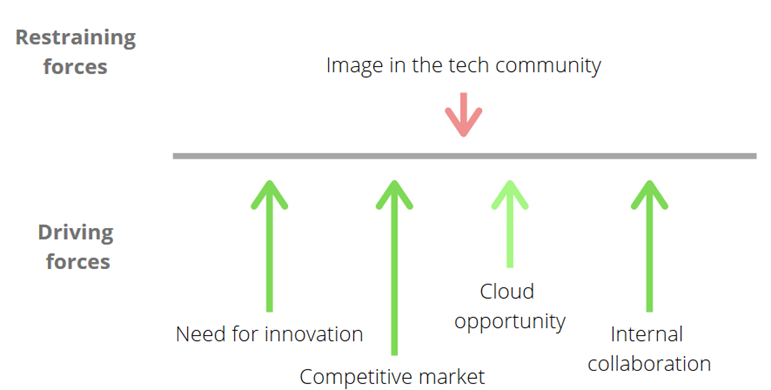 Restraining
forces
Image in the tech community
Driving
forces
Need for innovation
Competitive market
Cloud
opportunity
Internal
collaboration